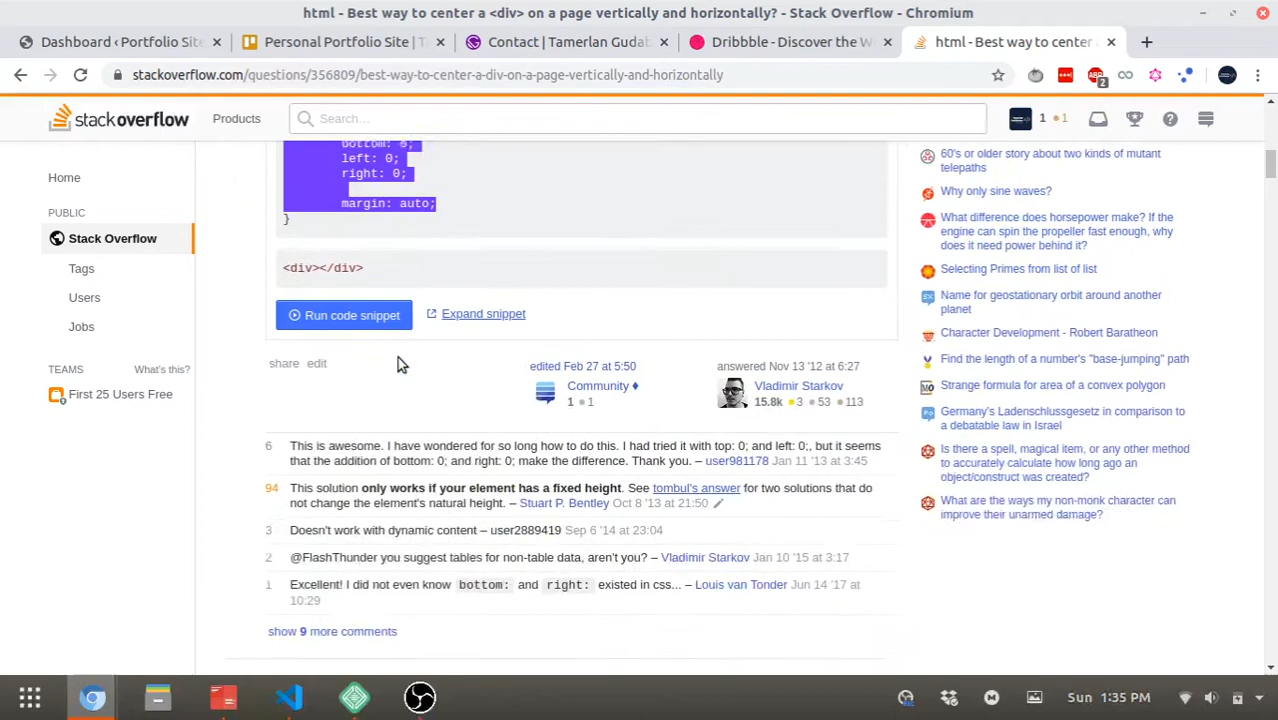 html - Best way to center a <div> on a page vertically and horizontally? - Stack Overflow - Chromium
Dashboard ‹ Portfolio Site
Personal Portfolio Site | T
Contact | Tamerlan Gudab
Dribbble - Discover the W
html - Best way to center
stackoverflow.com/questions/356809/best-way-to-center-a-div-on-a-page-vertically-and-horizontally
ABP
2
stackoverflow
Products
Search...
1 1
Home
PUBLIC
Stack Overflow
Tags
Users
Jobs
TEAMS What's this?
First 25 Users Free
bottom: 0;
left: 0;
right: 0;
margin: auto;
}
<div></div>
Run code snippet
Expand snippet
share edit
edited Feb 27 at 5:50
Community ♦
1 1
answered Nov 13 '12 at 6:27
Vladimir Starkov
15.8k 3 53 113
6 This is awesome. I have wondered for so long how to do this. I had tried it with top: 0; and left: 0;, but it seems
that the addition of bottom: 0; and right: 0; make the difference. Thank you. – user981178 Jan 11 '13 at 3:45
94 This solution only works if your element has a fixed height. See tombul's answer for two solutions that do
not change the element's natural height. – Stuart P. Bentley Oct 8 '13 at 21:50
3 Doesn't work with dynamic content – user2889419 Sep 6 '14 at 23:04
2 @FlashThunder you suggest tables for non-table data, aren't you? – Vladimir Starkov Jan 10 '15 at 3:17
1 Excellent! I did not even know bottom: and right: existed in css... – Louis van Tonder Jun 14 '17 at
10:29
show 9 more comments
60's or older story about two kinds of mutant
telepaths
Why only sine waves?
What difference does horsepower make? If the
engine can spin the propeller fast enough, why
does it need power behind it?
Selecting Primes from list of list
Name for geostationary orbit around another
planet
Character Development - Robert Baratheon
Find the length of a number's "base-jumping" path
Strange formula for area of a convex polygon
Germany's Ladenschlussgesetz in comparison to
a debatable law in Israel
Is there a spell, magical item, or any other method
to accurately calculate how long ago an
object/construct was created?
What are the ways my non-monk character can
improve their unarmed damage?
Sun 1:35 PM